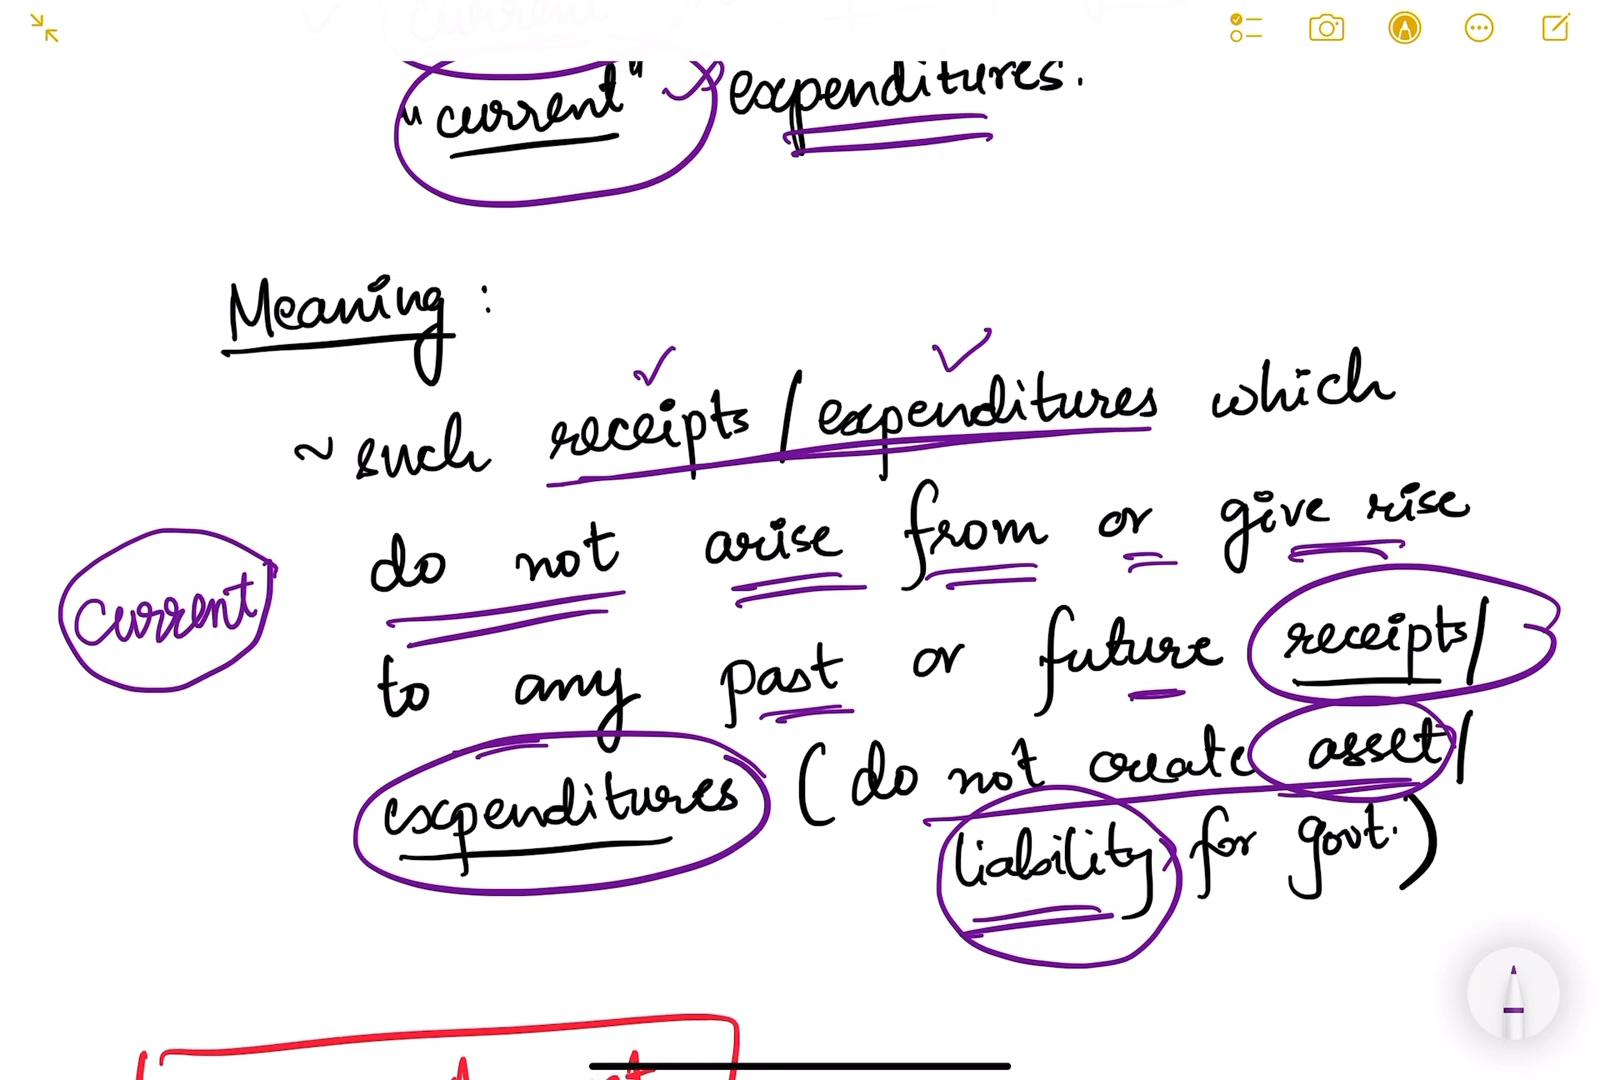 "current" expenditures.
Meaning :
~ such receipts / expenditures which
do not arise from or give rise
current
to any past or future receipts/
expenditures (do not create asset/
liability for govt.)